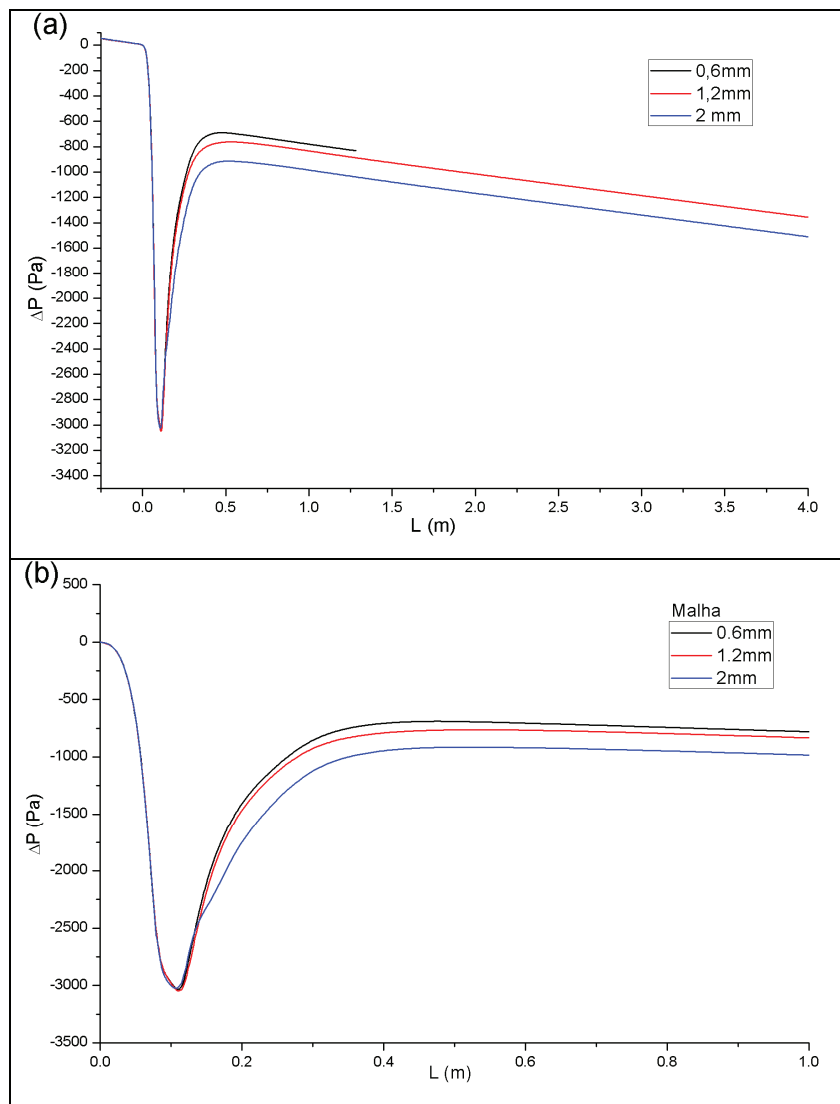 (a)
0
-200
-400
-600
-800
-1000
-1200
-1400
-1600
-1800
-2000
-2200
-2400
-2600
-2800
-3000
-3200
-3400
ΔP (Pa)
0,6mm
1,2mm
2 mm
0.0 0.5 1.0 1.5 2.0 2.5 3.0 3.5 4.0
L (m)
(b)
500
0
-500
-1000
-1500
-2000
-2500
-3000
-3500
ΔP (Pa)
Malha
0.6mm
1.2mm
2mm
0.0 0.2 0.4 0.6 0.8 1.0
L (m)